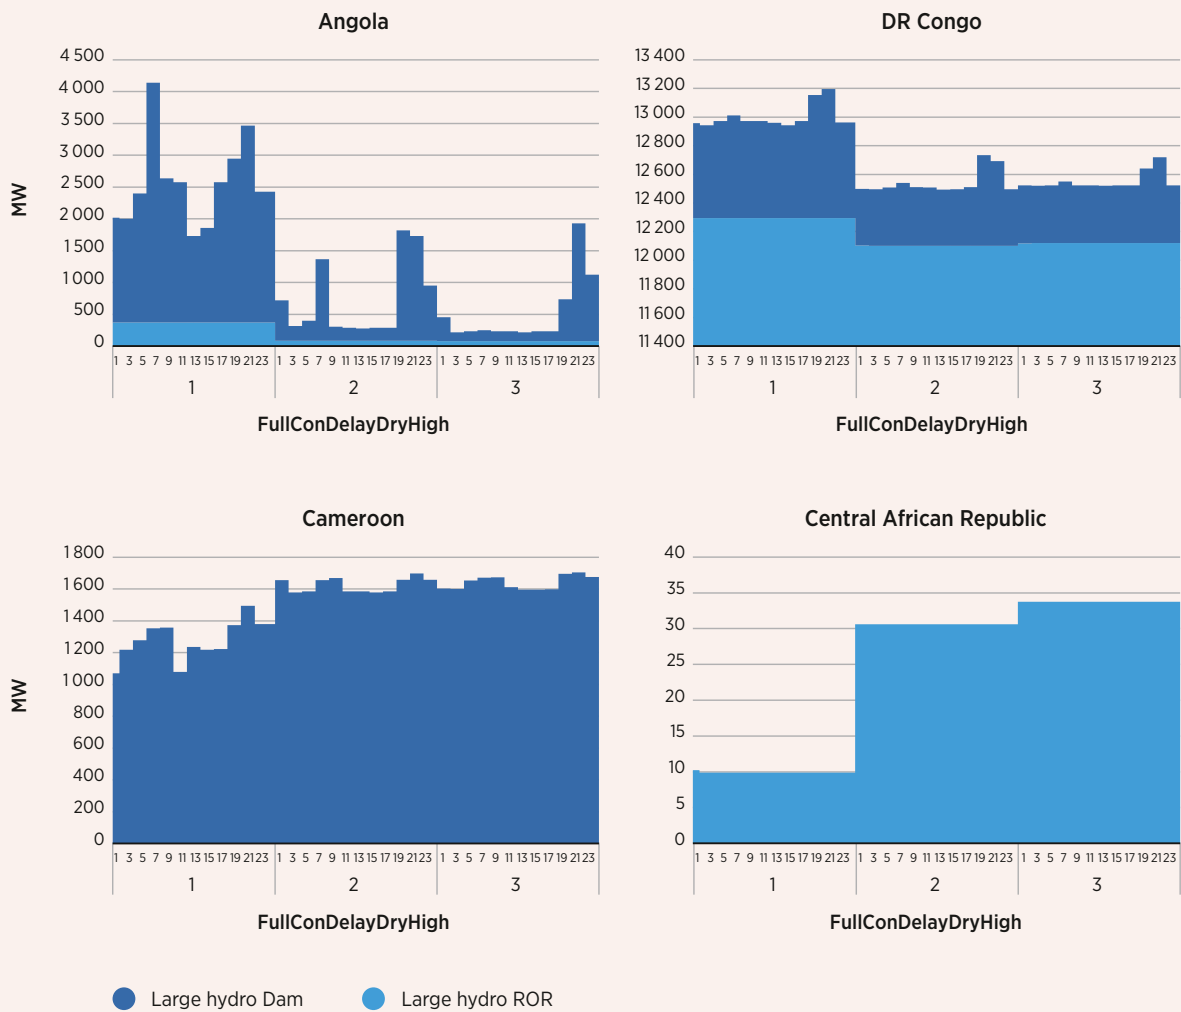 Angola
DR Congo
MW
4 500
4 000
3 500
3 000
2 500
2 000
1 500
1 000
500
0
1 3 5 7 9 11 13 15 17 19 21 23 1 3 5 7 9 11 13 15 17 19 21 23 1 3 5 7 9 11 13 15 17 19 21 23
1 2 3
FullConDelayDryHigh
13 400
13 200
13 000
12 800
12 600
12 400
12 200
12 000
11 800
11 600
11 400
1 3 5 7 9 11 13 15 17 19 21 23 1 3 5 7 9 11 13 15 17 19 21 23 1 3 5 7 9 11 13 15 17 19 21 23
1 2 3
FullConDelayDryHigh
Cameroon
Central African Republic
MW
1 800
1 600
1 400
1 200
1 000
800
600
400
200
0
1 3 5 7 9 11 13 15 17 19 21 23 1 3 5 7 9 11 13 15 17 19 21 23 1 3 5 7 9 11 13 15 17 19 21 23
1 2 3
FullConDelayDryHigh
40
35
30
25
20
15
10
5
0
1 3 5 7 9 11 13 15 17 19 21 23 1 3 5 7 9 11 13 15 17 19 21 23 1 3 5 7 9 11 13 15 17 19 21 23
1 2 3
FullConDelayDryHigh
Large hydro Dam
Large hydro ROR